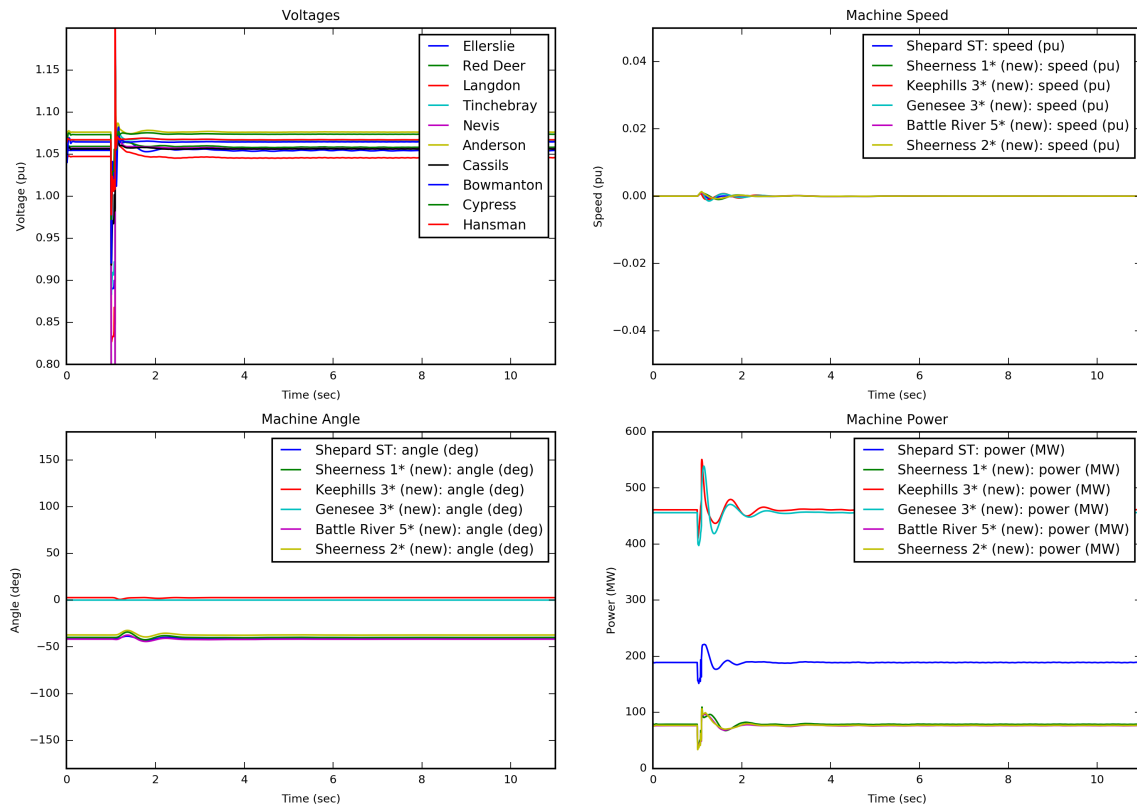 Voltages
1.15
1.10
1.05
1.00
0.95
0.90
0.85
0.80
Voltage (pu)
0
2
4
6
8
10
Time (sec)
Ellerslie
Red Deer
Langdon
Tinchebray
Nevis
Anderson
Cassils
Bowmanton
Cypress
Hansman
Machine Speed
0.04
0.02
0.00
−0.02
−0.04
Speed (pu)
0
2
4
6
8
10
Time (sec)
Shepard ST: speed (pu)
Sheerness 1* (new): speed (pu)
Keephills 3* (new): speed (pu)
Genesee 3* (new): speed (pu)
Battle River 5* (new): speed (pu)
Sheerness 2* (new): speed (pu)
Machine Angle
150
100
50
0
−50
−100
−150
Angle (deg)
0
2
4
6
8
10
Time (sec)
Shepard ST: angle (deg)
Sheerness 1* (new): angle (deg)
Keephills 3* (new): angle (deg)
Genesee 3* (new): angle (deg)
Battle River 5* (new): angle (deg)
Sheerness 2* (new): angle (deg)
Machine Power
600
500
400
300
200
100
0
Power (MW)
0
2
4
6
8
10
Time (sec)
Shepard ST: power (MW)
Sheerness 1* (new): power (MW)
Keephills 3* (new): power (MW)
Genesee 3* (new): power (MW)
Battle River 5* (new): power (MW)
Sheerness 2* (new): power (MW)